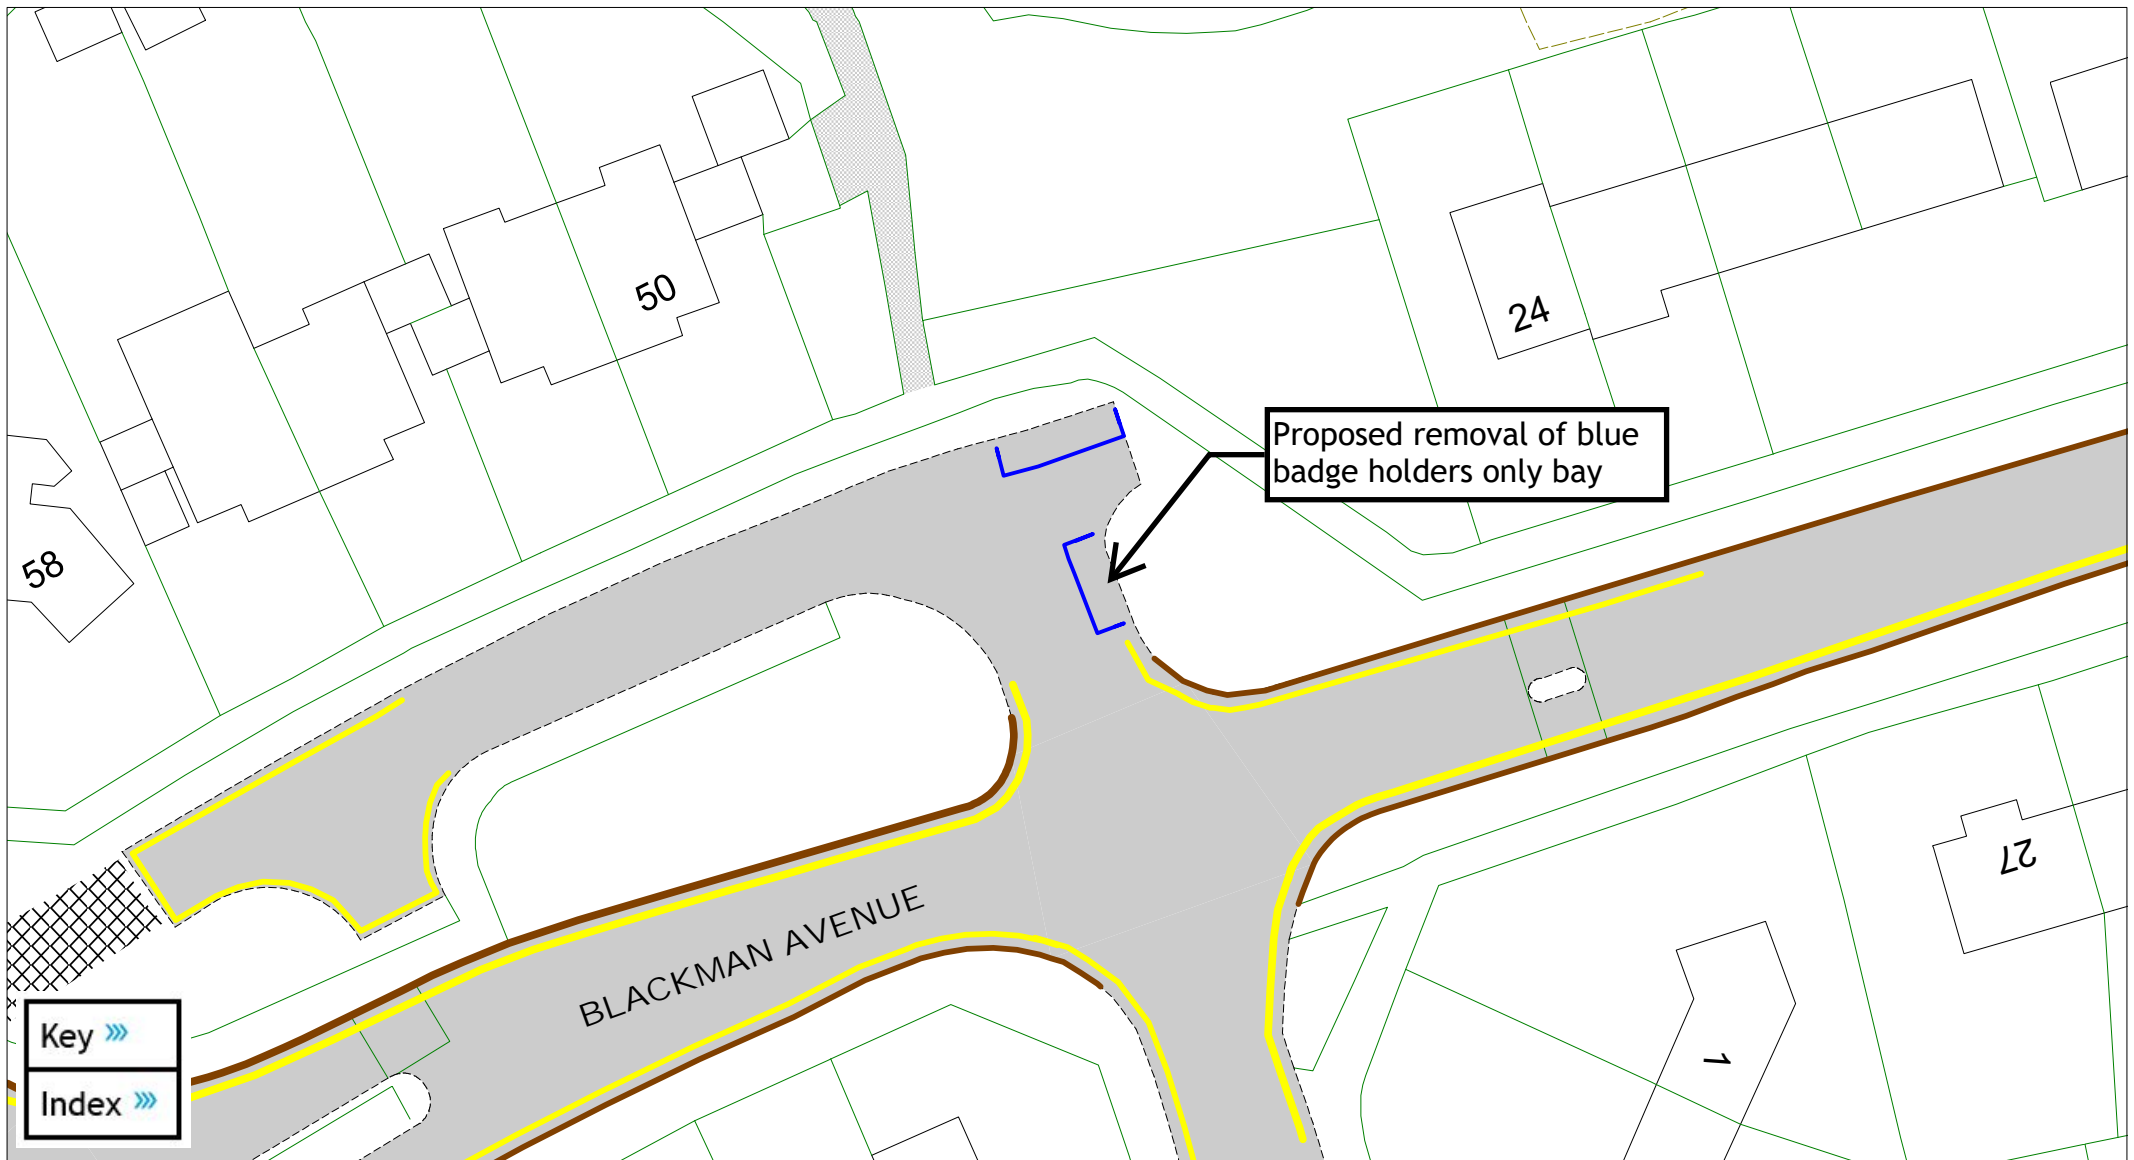 50
24
Proposed removal of blue
badge holders only bay
58
27
BLACKMAN AVENUE
1
Key
Index